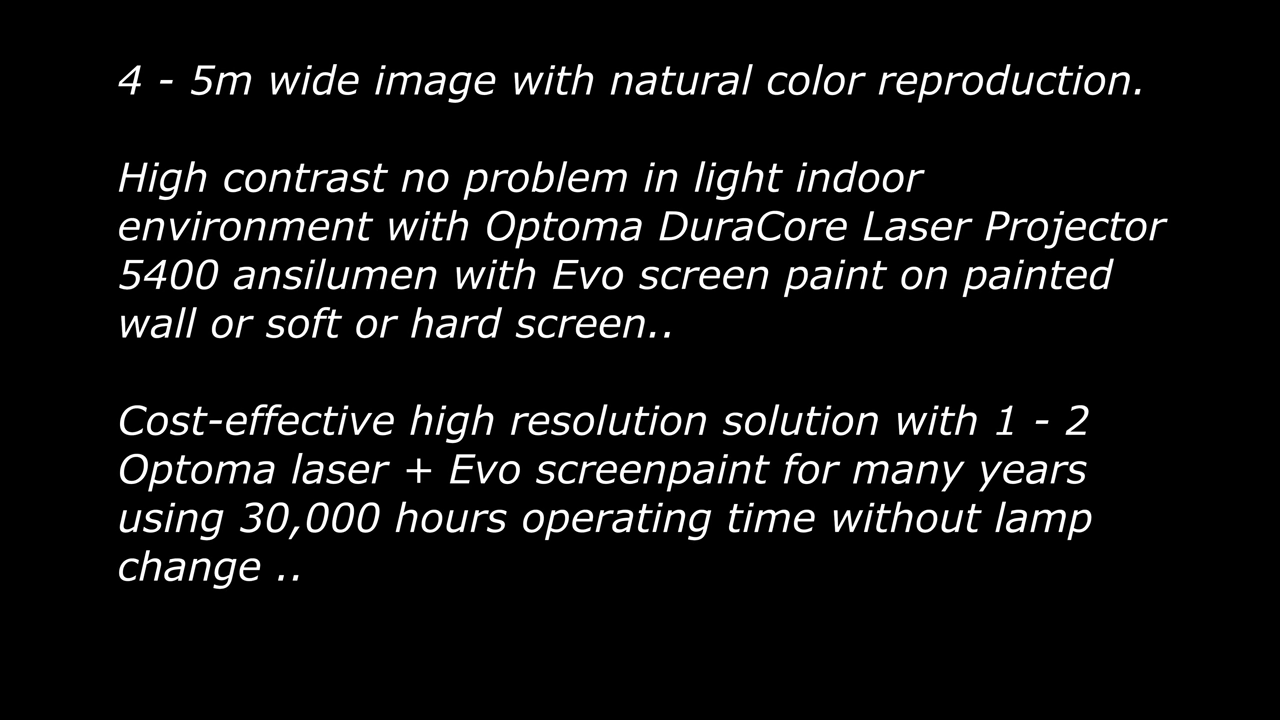 4 - 5m wide image with natural color reproduction.
High contrast no problem in light indoor
environment with Optoma DuraCore Laser Projector
5400 ansilumen with Evo screen paint on painted
wall or soft or hard screen..
Cost-effective high resolution solution with 1 - 2
Optoma laser + Evo screenpaint for many years
using 30,000 hours operating time without lamp
change ..